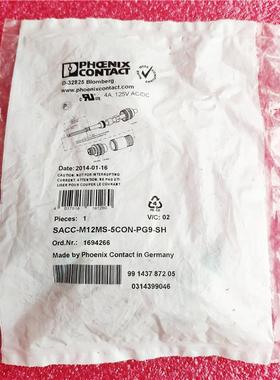 PHŒNIX
CONTACT
D-32825 Blomberg
www.phoenixcontact.com
4A, 125V AC/DC
Date: 2014-01-16
Pieces: 1
V/C: 02
SACC-M12MS-5CON-PG9-SH
Ord.Nr.: 1694266
Made by Phoenix Contact in Germany
99 1437 872 05
0314399046